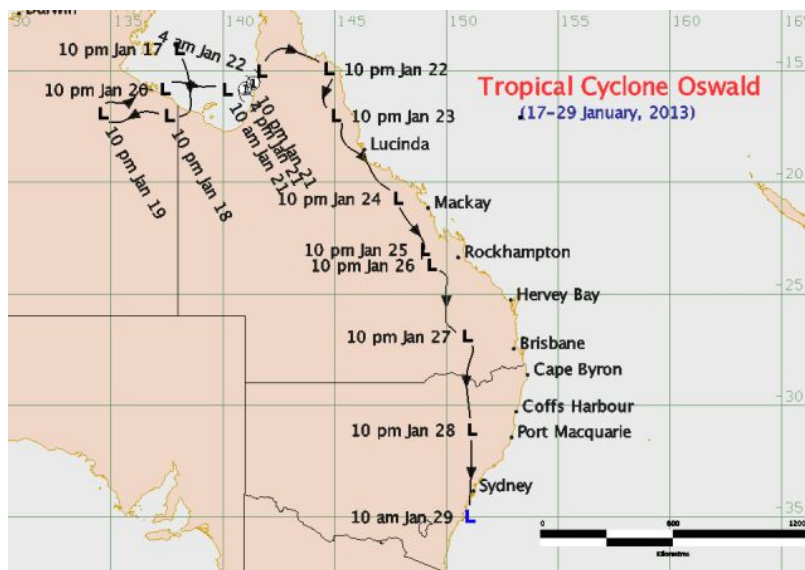 Darwin
135
140
145
150
155
160
165
10 pm Jan 17
4 am Jan 22
-15
10 pm Jan 20
10 pm Jan 22
Tropical Cyclone Oswald
(17-29 January, 2013)
10 pm Jan 23
10 pm Jan 21
4 pm Jan 21
10 am Jan 21
10 pm Jan 18
10 pm Jan 19
Lucinda
-20
10 pm Jan 24
Mackay
10 pm Jan 25
Rockhampton
10 pm Jan 26
-25
Hervey Bay
10 pm Jan 27
Brisbane
Cape Byron
-30
Coffs Harbour
10 pm Jan 28
Port Macquarie
Sydney
10 am Jan 29
-35
L
L
L
L
L
L
L
L
L
L
L
L
L
L
0
600
1200
Kilometres